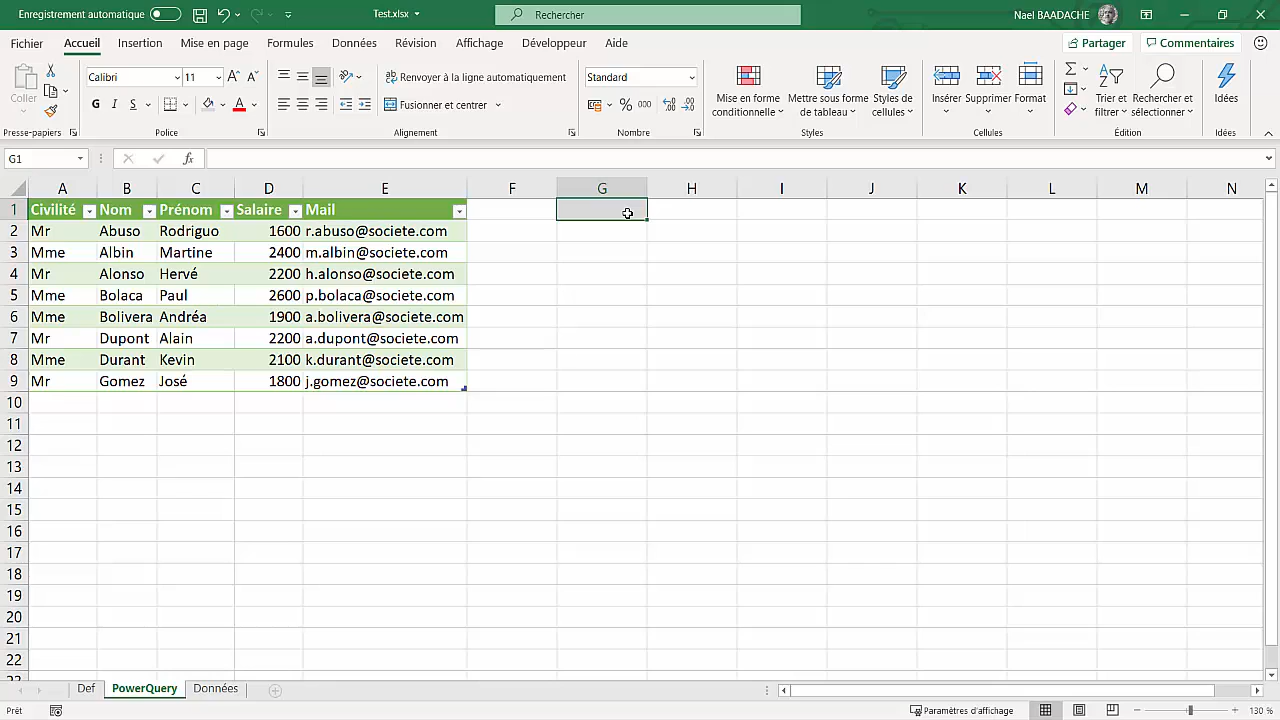 Enregistrement automatique
Test.xlsx
Rechercher
Nael BAADACHE
Fichier Accueil Insertion Mise en page Formules Données Révision Affichage Développeur Aide
Partager Commentaires
Coller
Calibri 11
G I S
Renvoyer à la ligne automatiquement
Fusionner et centrer
Standard
% 000
Mise en forme conditionnelle
Mettre sous forme de tableau
Styles de cellules
Insérer Supprimer Format
Trier et filtrer
Rechercher et sélectionner
Idées
Presse-papiers Police Alignement Nombre Styles Cellules Édition Idées
G1 fx
A B C D E F G H I J K L M N
1 Civilité Nom Prénom Salaire Mail
2 Mr Abuso Rodriguo 1600 r.abuso@societe.com
3 Mme Albin Martine 2400 m.albin@societe.com
4 Mr Alonso Hervé 2200 h.alonso@societe.com
5 Mme Bolaca Paul 2600 p.bolaca@societe.com
6 Mme Bolivera Andréa 1900 a.bolivera@societe.com
7 Mr Dupont Alain 2200 a.dupont@societe.com
8 Mme Durant Kevin 2100 k.durant@societe.com
9 Mr Gomez José 1800 j.gomez@societe.com
10
11
12
13
14
15
16
17
18
19
20
21
22
Def PowerQuery Données
Prêt
Paramètres d'affichage
130 %